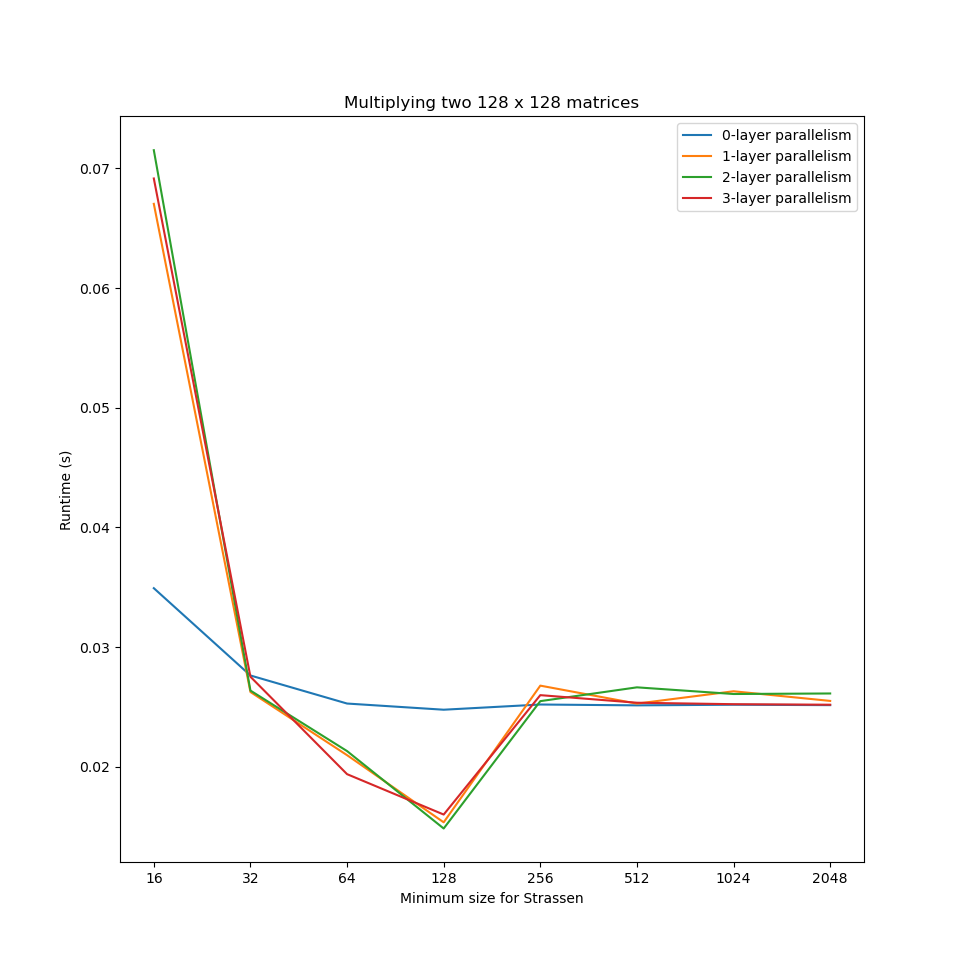 Multiplying two 128 x 128 matrices
0-layer parallelism
1-layer parallelism
2-layer parallelism
3-layer parallelism
0.07
0.06
0.05
0.04
0.03
0.02
Runtime (s)
16 32 64 128 256 512 1024 2048
Minimum size for Strassen